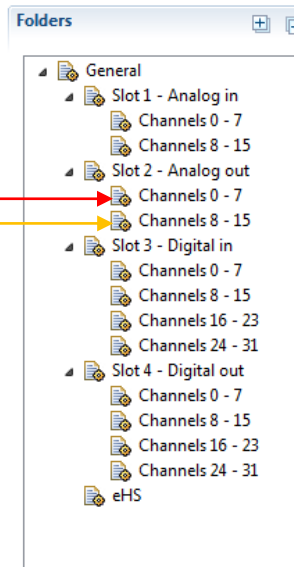 Folders
General
Slot 1 - Analog in
Channels 0 - 7
Channels 8 - 15
Slot 2 - Analog out
Channels 0 - 7
Channels 8 - 15
Slot 3 - Digital in
Channels 0 - 7
Channels 8 - 15
Channels 16 - 23
Channels 24 - 31
Slot 4 - Digital out
Channels 0 - 7
Channels 8 - 15
Channels 16 - 23
Channels 24 - 31
eHS